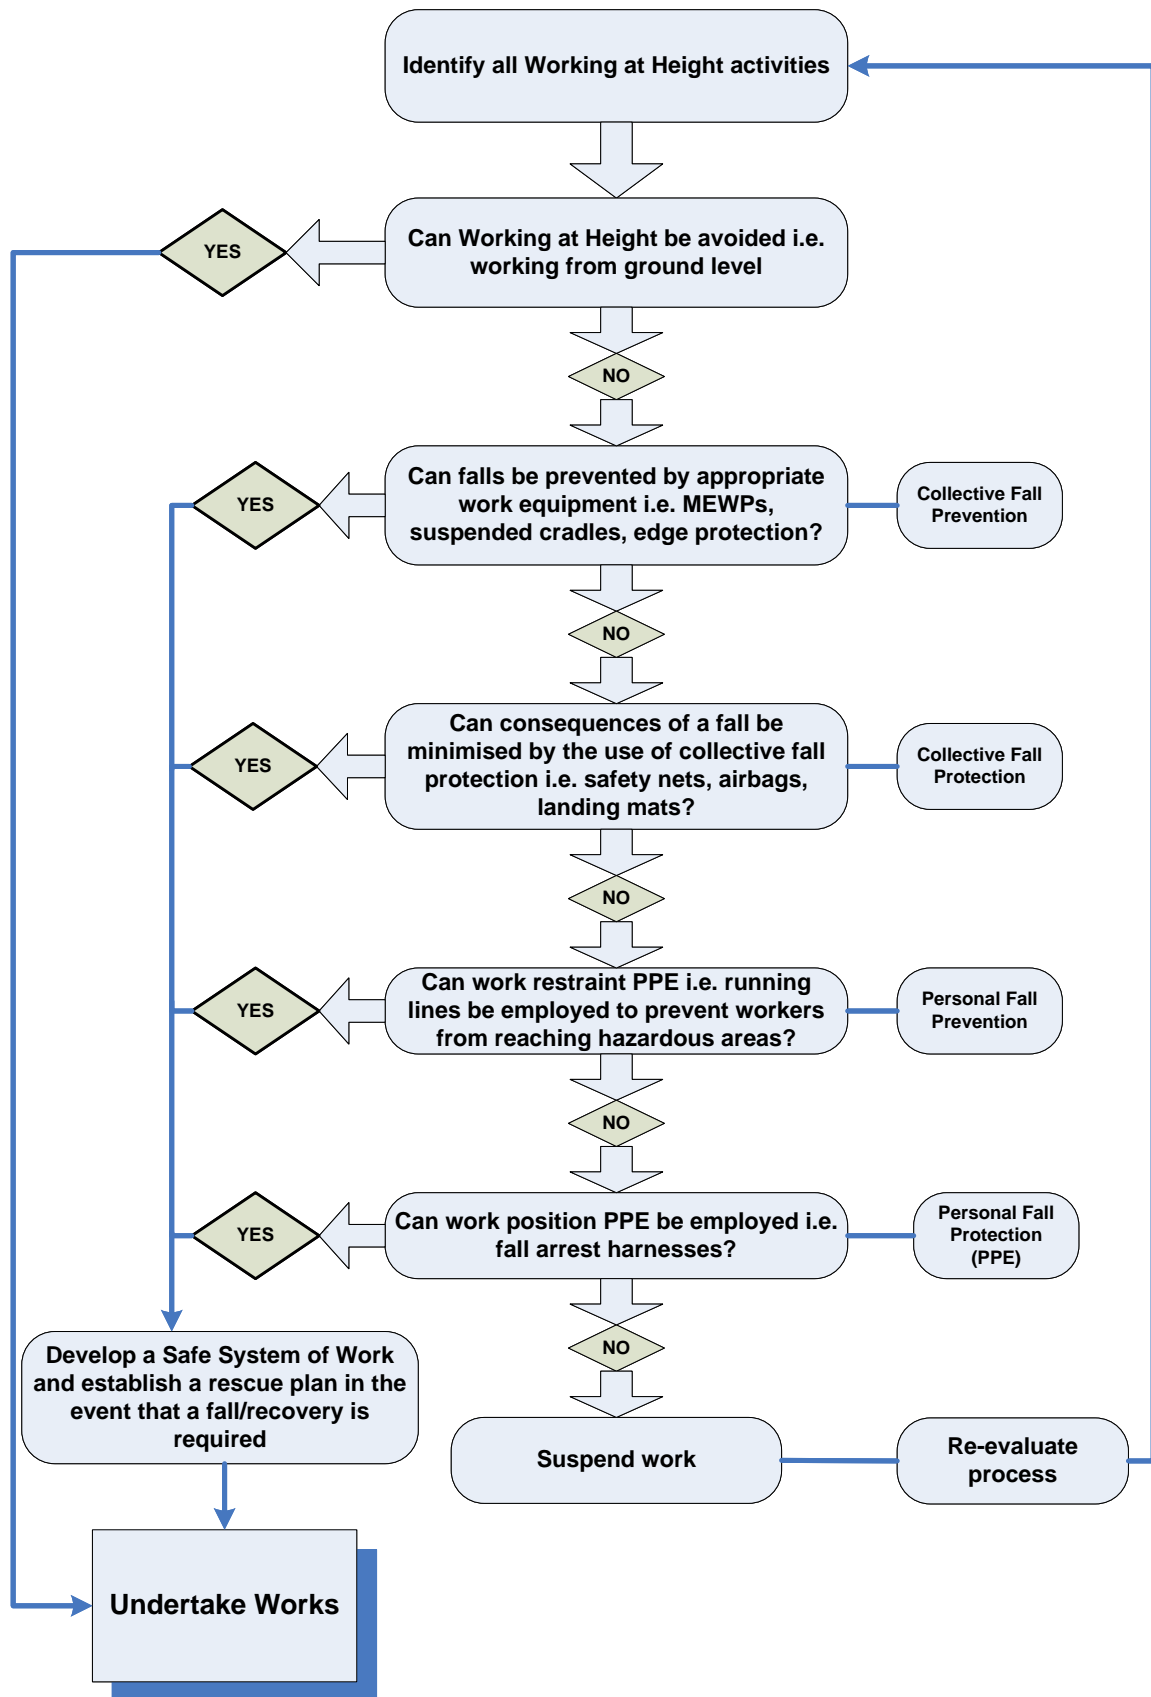 Identify all Working at Height activities
YES
Can Working at Height be avoided i.e.
working from ground level
NO
YES
Can falls be prevented by appropriate
work equipment i.e. MEWPs,
suspended cradles, edge protection?
Collective Fall
Prevention
NO
YES
Can consequences of a fall be
minimised by the use of collective fall
protection i.e. safety nets, airbags,
landing mats?
Collective Fall
Protection
NO
YES
Can work restraint PPE i.e. running
lines be employed to prevent workers
from reaching hazardous areas?
Personal Fall
Prevention
NO
YES
Can work position PPE be employed i.e.
fall arrest harnesses?
Personal Fall
Protection
(PPE)
NO
Develop a Safe System of Work
and establish a rescue plan in the
event that a fall/recovery is
required
Suspend work
Re-evaluate
process
Undertake Works